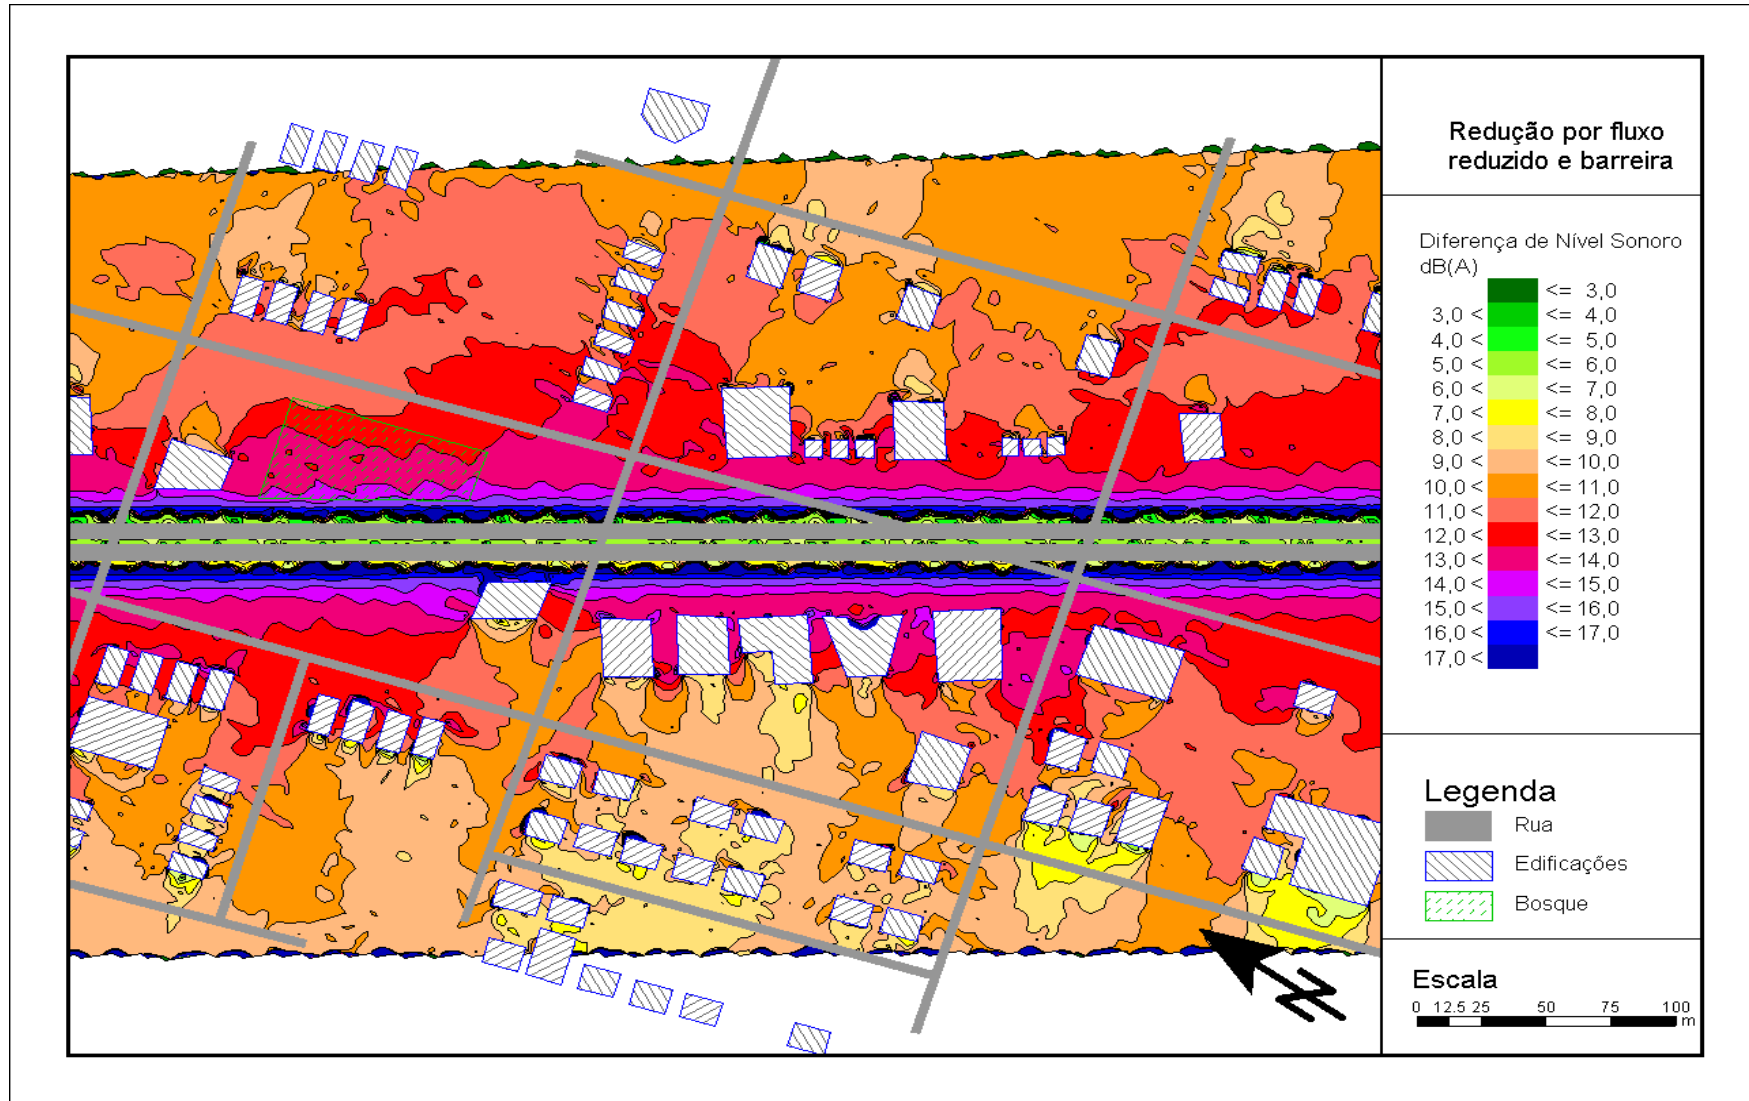 Redução por fluxo
reduzido e barreira
Diferença de Nível Sonoro
dB(A)
<= 3,0
3,0 < <= 4,0
4,0 < <= 5,0
5,0 < <= 6,0
6,0 < <= 7,0
7,0 < <= 8,0
8,0 < <= 9,0
9,0 < <= 10,0
10,0 < <= 11,0
11,0 < <= 12,0
12,0 < <= 13,0
13,0 < <= 14,0
14,0 < <= 15,0
15,0 < <= 16,0
16,0 < <= 17,0
17,0 <
Legenda
Rua
Edificações
Bosque
N
Escala
0 12.5 25 50 75 100
m